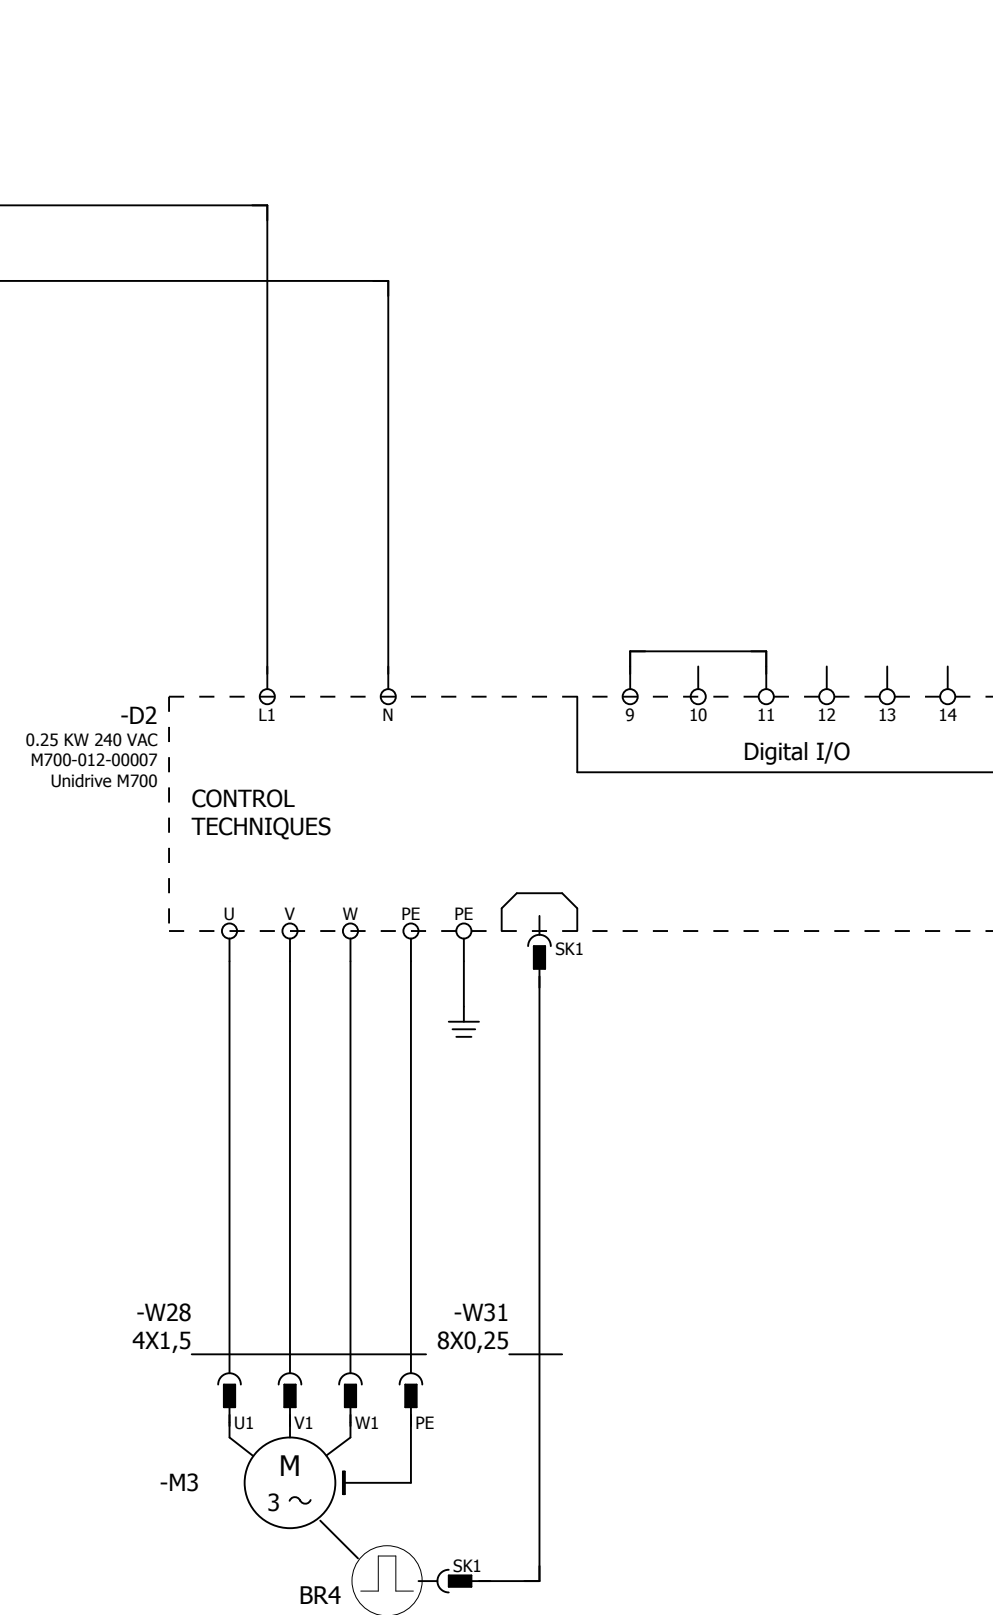 L1
N
9
10
11
12
13
14
-D2
0.25 KW 240 VAC
M700-012-00007
Unidrive M700
Digital I/O
CONTROL
TECHNIQUES
U
V
W
PE
PE
SK1
-W28
4X1,5
-W31
8X0,25
U1
V1
W1
PE
-M3
M
3 ~
SK1
BR4